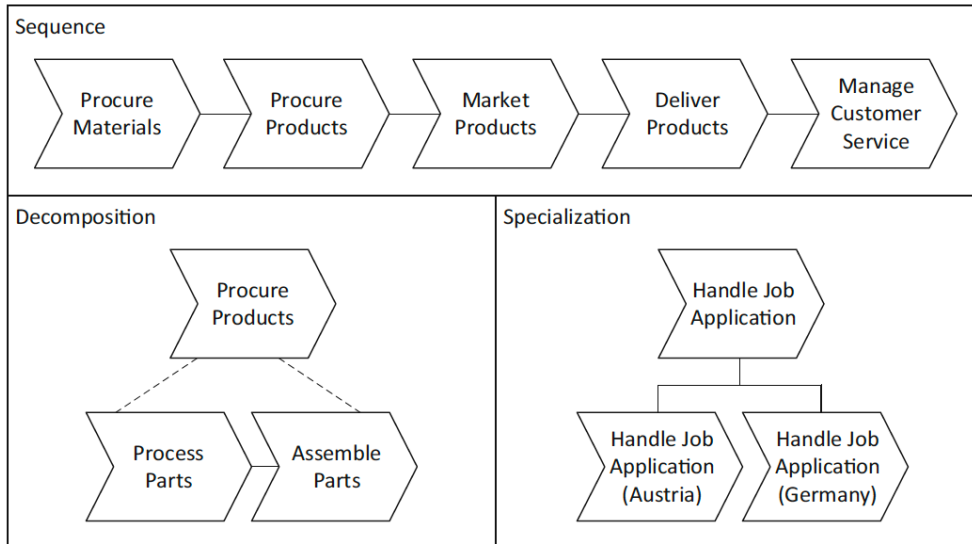 Sequence
Procure
Materials
Procure
Products
Market
Products
Deliver
Products
Manage
Customer
Service
Decomposition
Procure
Products
Process
Parts
Assemble
Parts
Specialization
Handle Job
Application
Handle Job
Application
(Austria)
Handle Job
Application
(Germany)